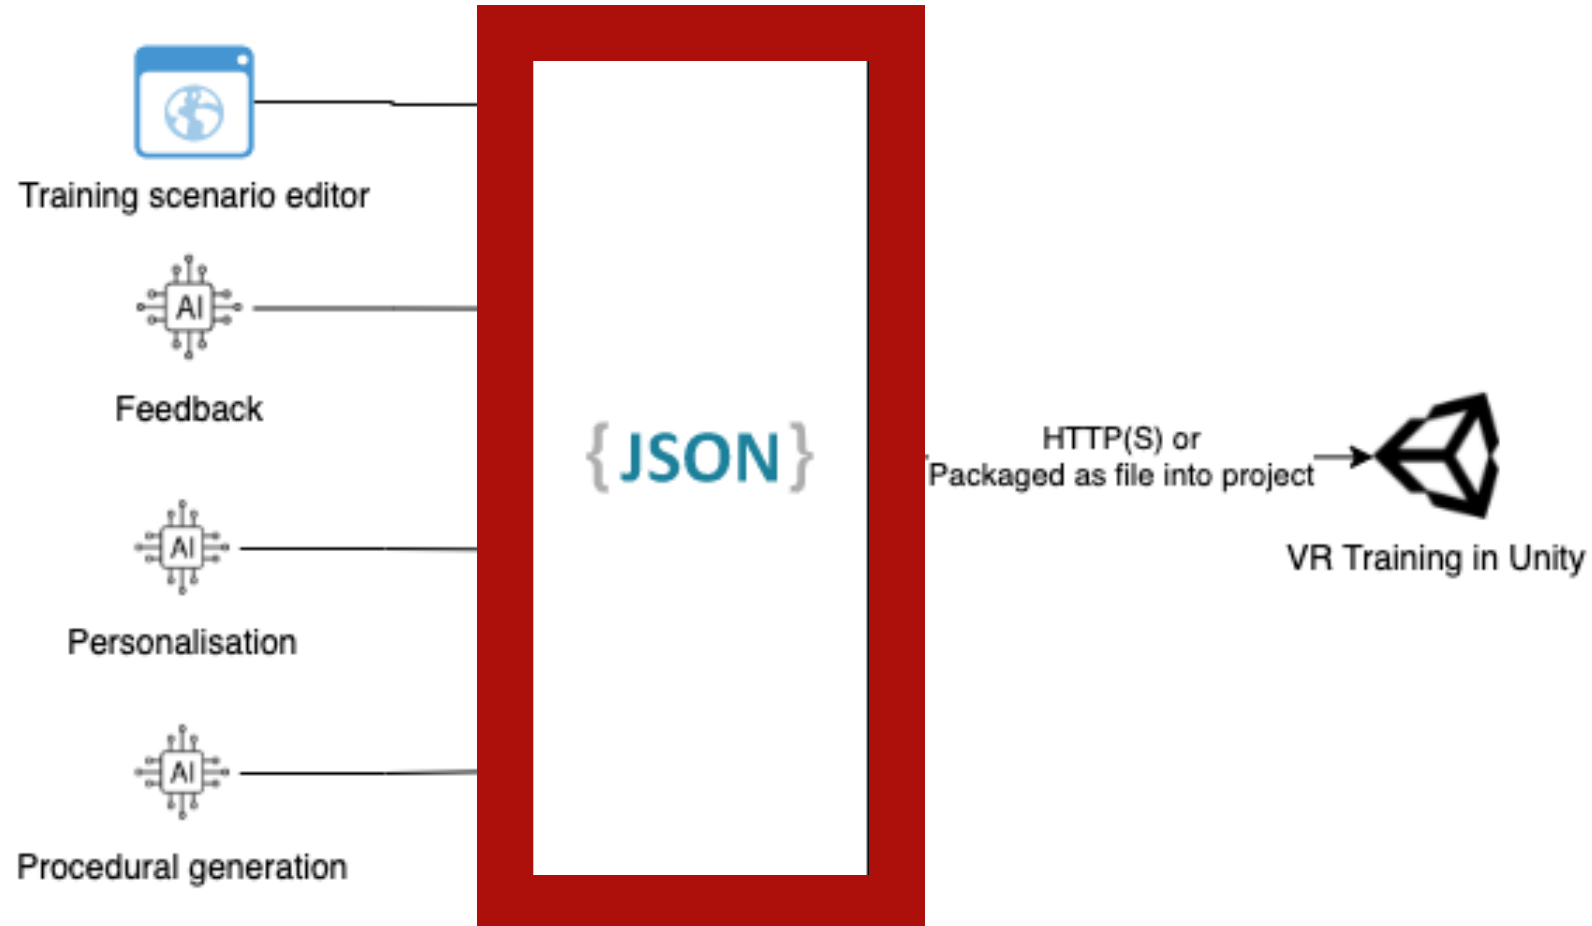 Training scenario editor
AI
Feedback
AI
Personalisation
AI
Procedural generation
{JSON}
HTTP(S) or
Packaged as file into project
VR Training in Unity